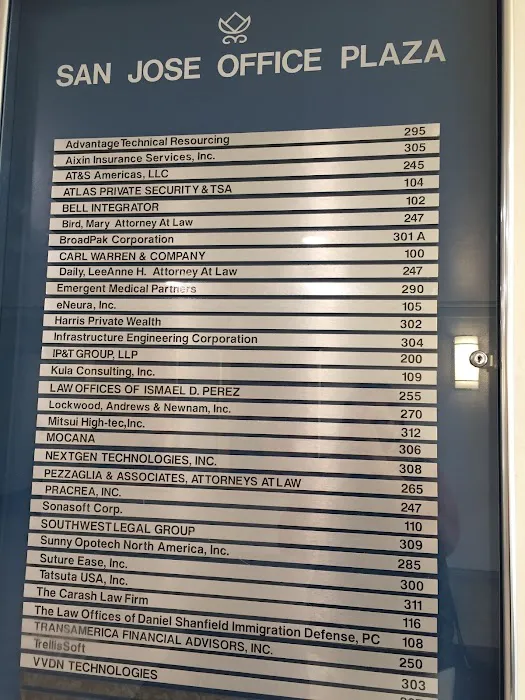 SAN JOSE OFFICE PLAZA
AdvantageTechnical Resourcing 295
Aixin Insurance Services, Inc. 305
AT&S Americas, LLC 245
ATLAS PRIVATE SECURITY & TSA 104
BELL INTEGRATOR 102
Bird, Mary Attorney At Law 247
BroadPak Corporation 301 A
CARL WARREN & COMPANY 100
Daily, LeeAnne H. Attorney At Law 247
Emergent Medical Partners 290
eNeura, Inc. 105
Harris Private Wealth 302
Infrastructure Engineering Corporation 304
IP&T GROUP, LLP 200
Kula Consulting, Inc. 109
LAW OFFICES OF ISMAEL D. PEREZ 255
Lockwood, Andrews & Newnam, Inc. 270
Mitsui High-tec,Inc. 312
MOCANA 306
NEXTGEN TECHNOLOGIES, INC. 308
PEZZAGLIA & ASSOCIATES, ATTORNEYS AT LAW 265
PRACREA, INC. 247
Sonasoft Corp. 110
SOUTHWEST LEGAL GROUP 309
Sunny Opotech North America, Inc. 285
Suture Ease, Inc. 300
Tatsuta USA, Inc. 311
The Carash Law Firm 116
The Law Offices of Daniel Shanfield Immigration Defense, PC 108
TRANSAMERICA FINANCIAL ADVISORS, INC. 250
TrellisSoft 303
VVDN TECHNOLOGIES